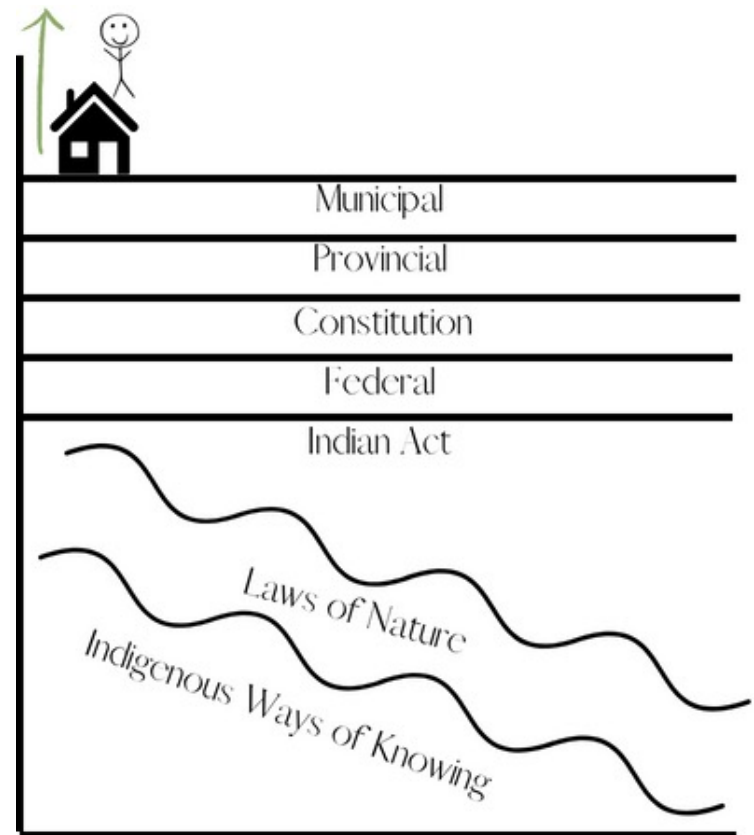 Municipal
Provincial
Constitution
Federal
Indian Act
Laws of Nature
Indigenous Ways of Knowing